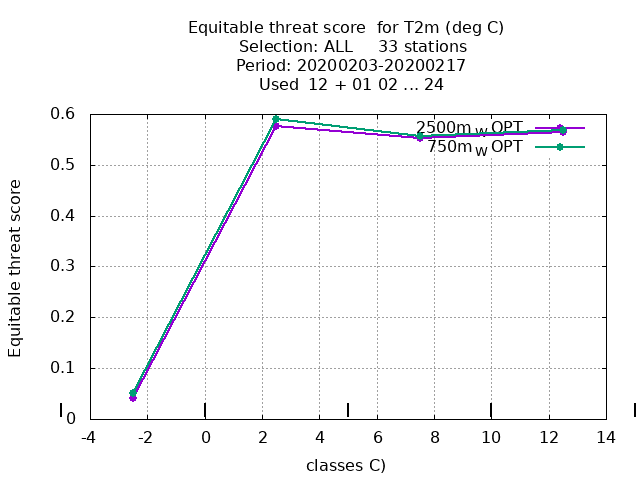 Equitable threat score  for T2m (deg C)
Selection: ALL     33 stations
Period: 20200203-20200217
Used  12 + 01 02 ... 24
0.6
0.5
0.4
0.3
0.2
0.1
0
Equitable threat score
2500m W OPT
750m W OPT
-4 -2 0 2 4 6 8 10 12 14
classes C)